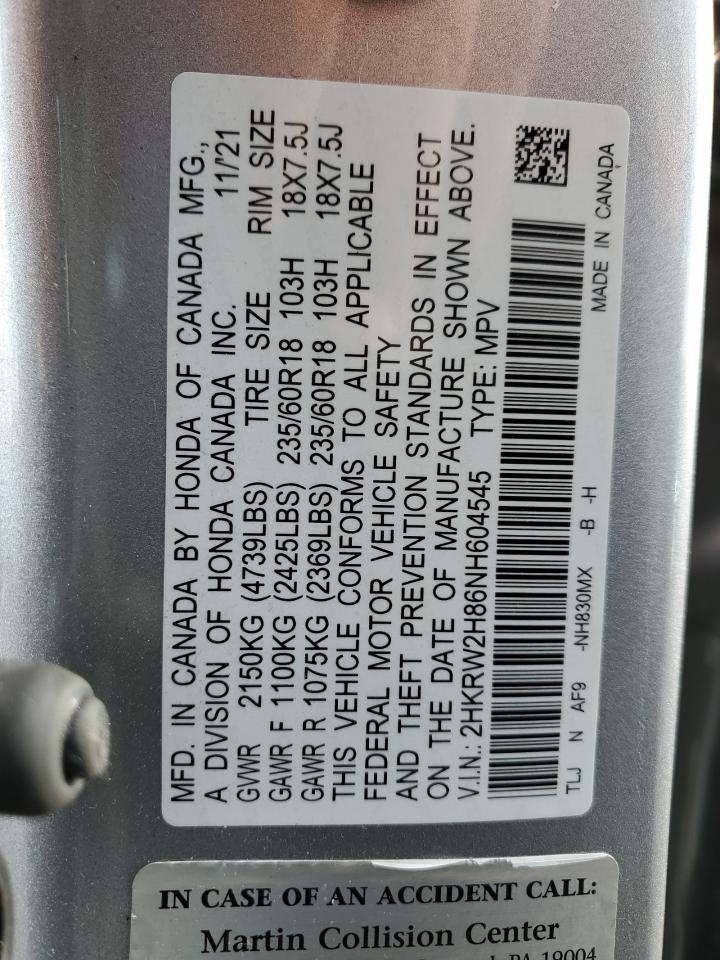 MFD. IN CANADA BY HONDA OF CANADA MFG.,
A DIVISION OF HONDA CANADA INC. 11/'21
GVWR 2150KG (4739LBS) TIRE SIZE RIM SIZE
GAWR F 1100KG (2425LBS) 235/60R18 103H 18X7.5J
GAWR R 1075KG (2369LBS) 235/60R18 103H 18X7.5J
THIS VEHICLE CONFORMS TO ALL APPLICABLE
FEDERAL MOTOR VEHICLE SAFETY
AND THEFT PREVENTION STANDARDS IN EFFECT
ON THE DATE OF MANUFACTURE SHOWN ABOVE.
V.I.N.: 2HKRW2H86NH604545 TYPE: MPV
TLJ N AF9 -NH830MX -B -H MADE IN CANADA
IN CASE OF AN ACCIDENT CALL:
Martin Collision Center
PA 19004